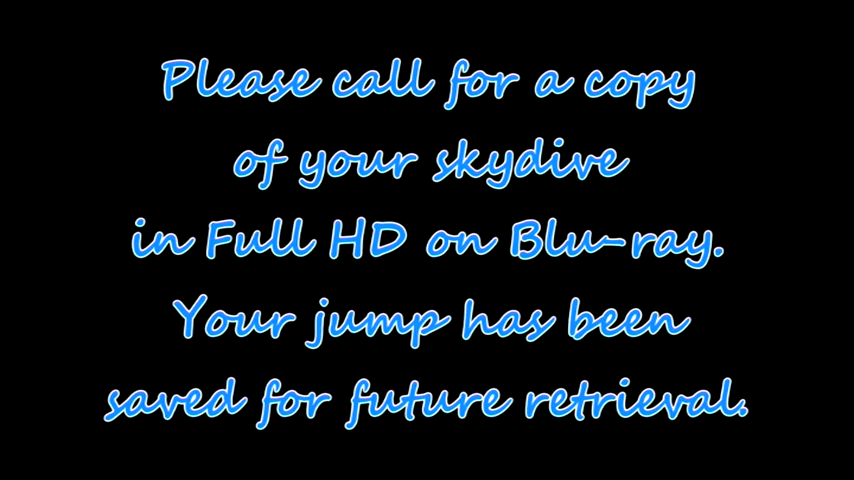 Please call for a copy
of your skydive
in Full HD on Blu-ray.
Your jump has been
saved for future retrieval.